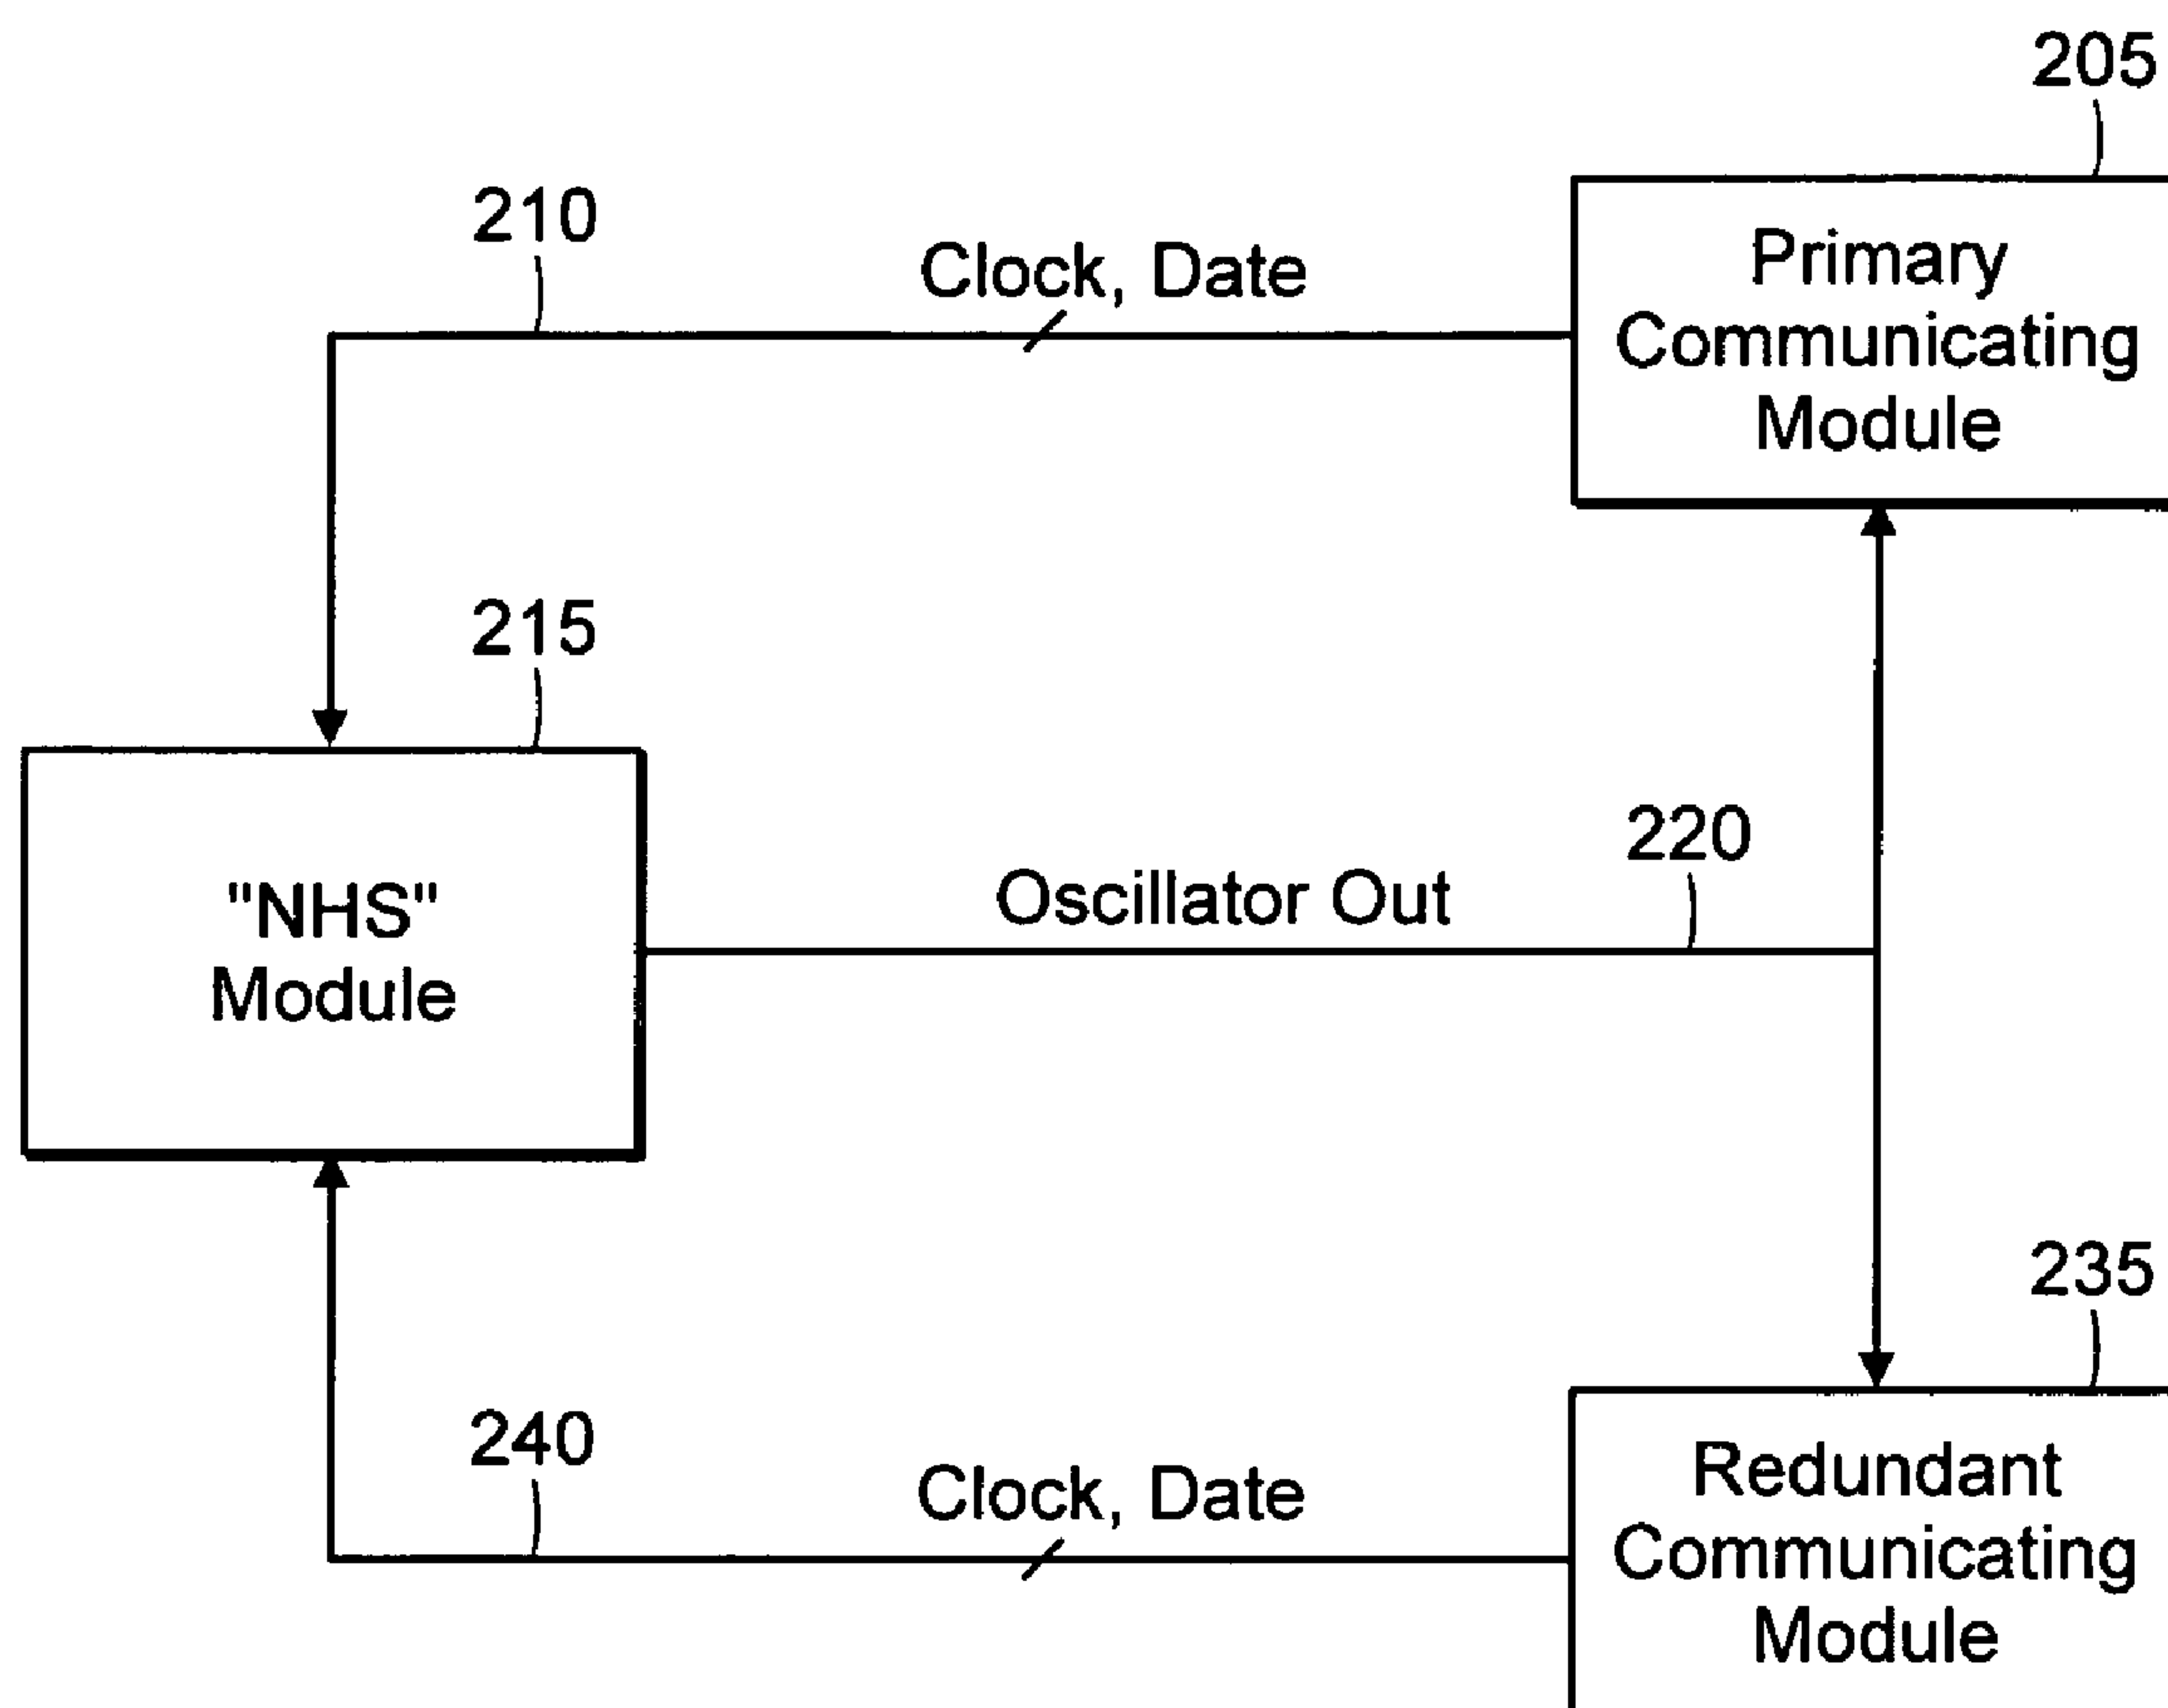 205
210
Clock, Date
Primary
Communicating
Module
215
220
Oscillator Out
"NHS"
Module
235
240
Clock, Date
Redundant
Communicating
Module